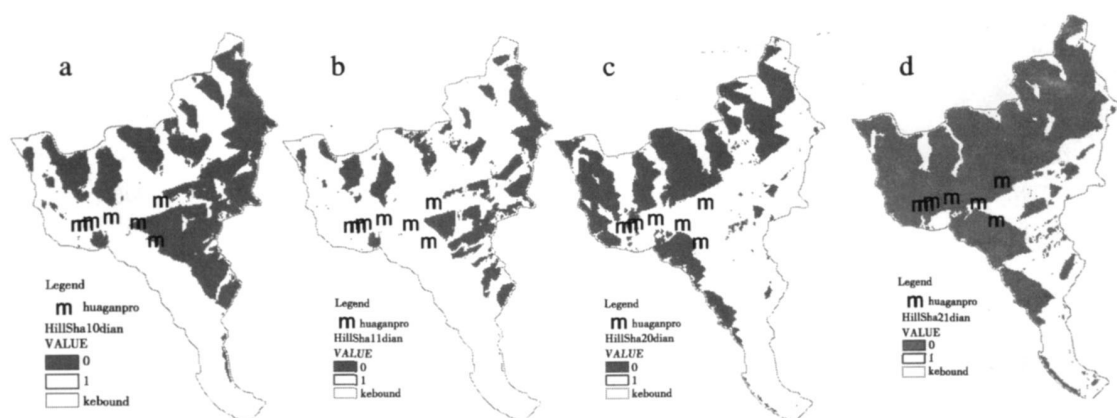 a
m
m
m
m
m
m
m
Legend
m huaganpro
HillSha10dian
VALUE
0
1
kebound
b
m
m
m
m
m
m
m
Legend
m huaganpro
HillSha11dian
VALUE
0
1
kebound
c
m
m
m
m
m
m
m
Legend
m huaganpro
HillSha20dian
VALUE
0
1
kebound
d
m
m
m
m
m
m
m
Legend
m huaganpro
HillSha21dian
VALUE
0
1
kebound